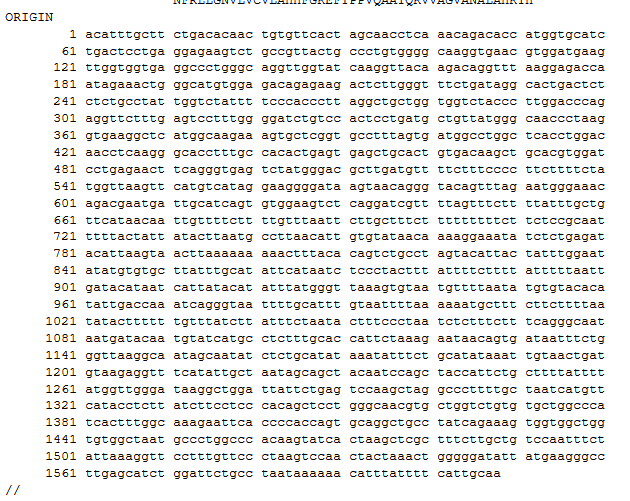 NFRLLGNVLVCVLAHHFGKEFTPPVQAAYQKVVAGVANALAHKYH
ORIGIN
1 acatttgctt ctgacacaac tgtgttcact agcaacctca aacagacacc atggtgcatc
61 tgactcctga ggagaagtct gccgttactg ccctgtgggg caaggtgaac gtggatgaag
121 ttggtggtga ggccctgggc aggttggtat caaggttaca agacaggttt aaggagacca
181 atagaaactg ggcatgtgga gacagagaag actcttgggt ttctgatagg cactgactct
241 ctctgcctat tggtctattt tcccaccctt aggctgctgg tggtctaccc ttggacccag
301 aggttctttg agtcctttgg ggatctgtcc actcctgatg ctgttatggg caaccctaag
361 gtgaaggctc atggcaagaa agtgctcggt gcctttagtg atggcctggc tcacctggac
421 aacctcaagg gcacctttgc cacactgagt gagctgcact gtgacaagct gcacgtggat
481 cctgagaact tcagggtgag tctatgggac gcttgatgtt ttctttcccc ttcttttcta
541 tggttaagtt catgtcatag gaaggggata agtaacaggg tacagtttag aatgggaaac
601 agacgaatga ttgcatcagt gtggaagtct caggatcgtt ttagtttctt ttatttgctg
661 ttcataacaa ttgttttctt ttgtttaatt cttgctttct ttttttttct tctccgcaat
721 ttttactatt atacttaatg ccttaacatt gtgtataaca aaaggaaata tctctgagat
781 acattaagta acttaaaaaa aaactttaca cagtctgcct agtacattac tatttggaat
841 atatgtgtgc ttatttgcat attcataatc tccctacttt attttctttt atttttaatt
901 gatacataat cattatacat atttatgggt taaagtgtaa tgttttaata tgtgtacaca
961 tattgaccaa atcagggtaa ttttgcattt gtaattttaa aaaatgcttt cttcttttaa
1021 tatacttttt tgtttatctt atttctaata ctttccctaa tctctttctt tcagggcaat
1081 aatgatacaa tgtatcatgc ctctttgcac cattctaaag aataacagtg ataatttctg
1141 ggttaaggca atagcaatat ctctgcatat aaatatttct gcatataaat tgtaactgat
1201 gtaagaggtt tcatattgct aatagcagct acaatccagc taccattctg cttttatttt
1261 atggttggga taaggctgga ttattctgag tccaagctag gcccttttgc taatcatgtt
1321 catacctctt atcttcctcc cacagctcct gggcaacgtg ctggtctgtg tgctggccca
1381 tcactttggc aaagaattca ccccaccagt gcaggctgcc tatcagaaag tggtggctgg
1441 tgtggctaat gccctggccc acaagtatca ctaagctcgc tttcttgctg tccaatttct
1501 attaaaggtt cctttgttcc ctaagtccaa ctactaaact gggggatatt atgaagggcc
1561 ttgagcatct ggattctgcc taataaaaaa catttatttt cattgcaa
//